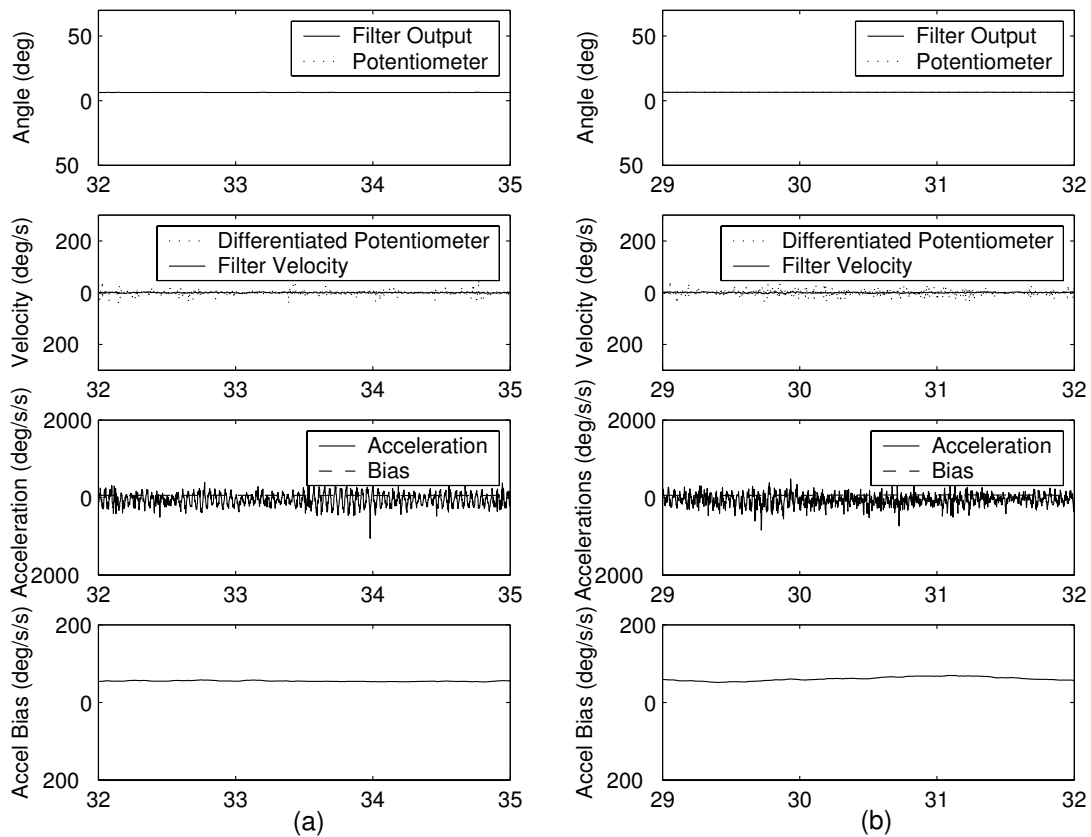 50
0
50
Angle (deg)
Filter Output
Potentiometer
32
33
34
35
200
0
200
Velocity (deg/s)
Differentiated Potentiometer
Filter Velocity
32
33
34
35
2000
0
2000
Acceleration (deg/s/s)
Acceleration
Bias
32
33
34
35
200
0
200
Accel Bias (deg/s/s)
32
33
34
35
(a)
50
0
50
Angle (deg)
Filter Output
Potentiometer
29
30
31
32
200
0
200
Velocity (deg/s)
Differentiated Potentiometer
Filter Velocity
29
30
31
32
2000
0
2000
Accelerations (deg/s/s)
Acceleration
Bias
29
30
31
32
200
0
200
Accel Bias (deg/s/s)
29
30
31
32
(b)